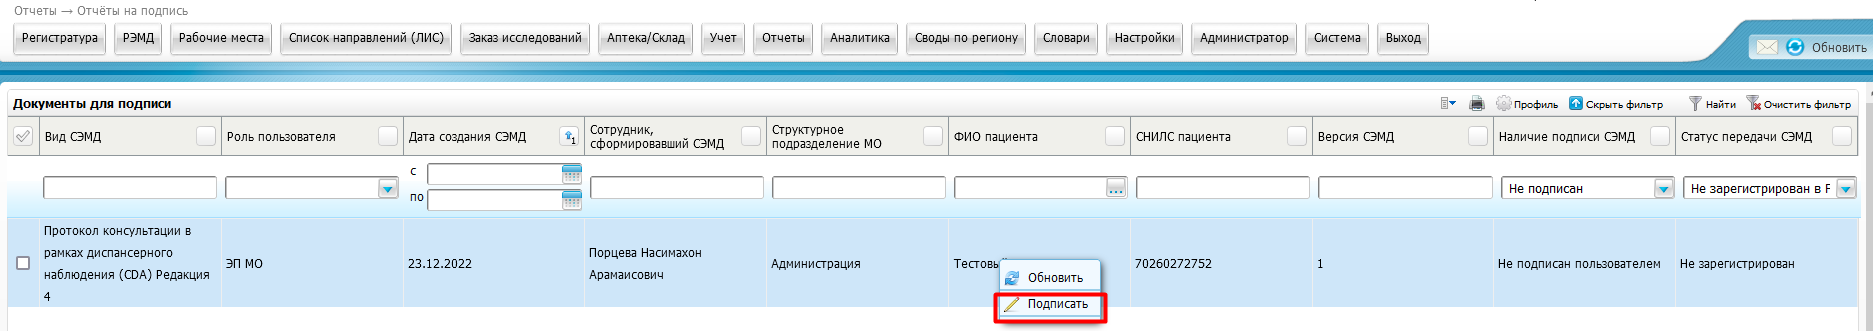 Отчеты → Отчёты на подпись
Регистратура РЭМД Рабочие места Список направлений (ЛИС) Заказ исследований Аптека/Склад Учет Отчеты Аналитика Своды по региону Словари Настройки Администратор Система Выход
Обновить
Документы для подписи Профиль Скрыть фильтр Найти Очистить фильтр
Вид СЭМД Роль пользователя Дата создания СЭМД 1 Сотрудник, сформировавший СЭМД Структурное подразделение МО ФИО пациента СНИЛС пациента Версия СЭМД Наличие подписи СЭМД Статус передачи СЭМД
с
по ... Не подписан Не зарегистрирован в Р
Протокол консультации в
рамках диспансерного
наблюдения (CDA) Редакция
4
ЭП МО
23.12.2022
Порцева Насимахон
Арамаисович
Администрация
Тестовый
70260272752
1
Не подписан пользователем
Не зарегистрирован
Обновить
Подписать